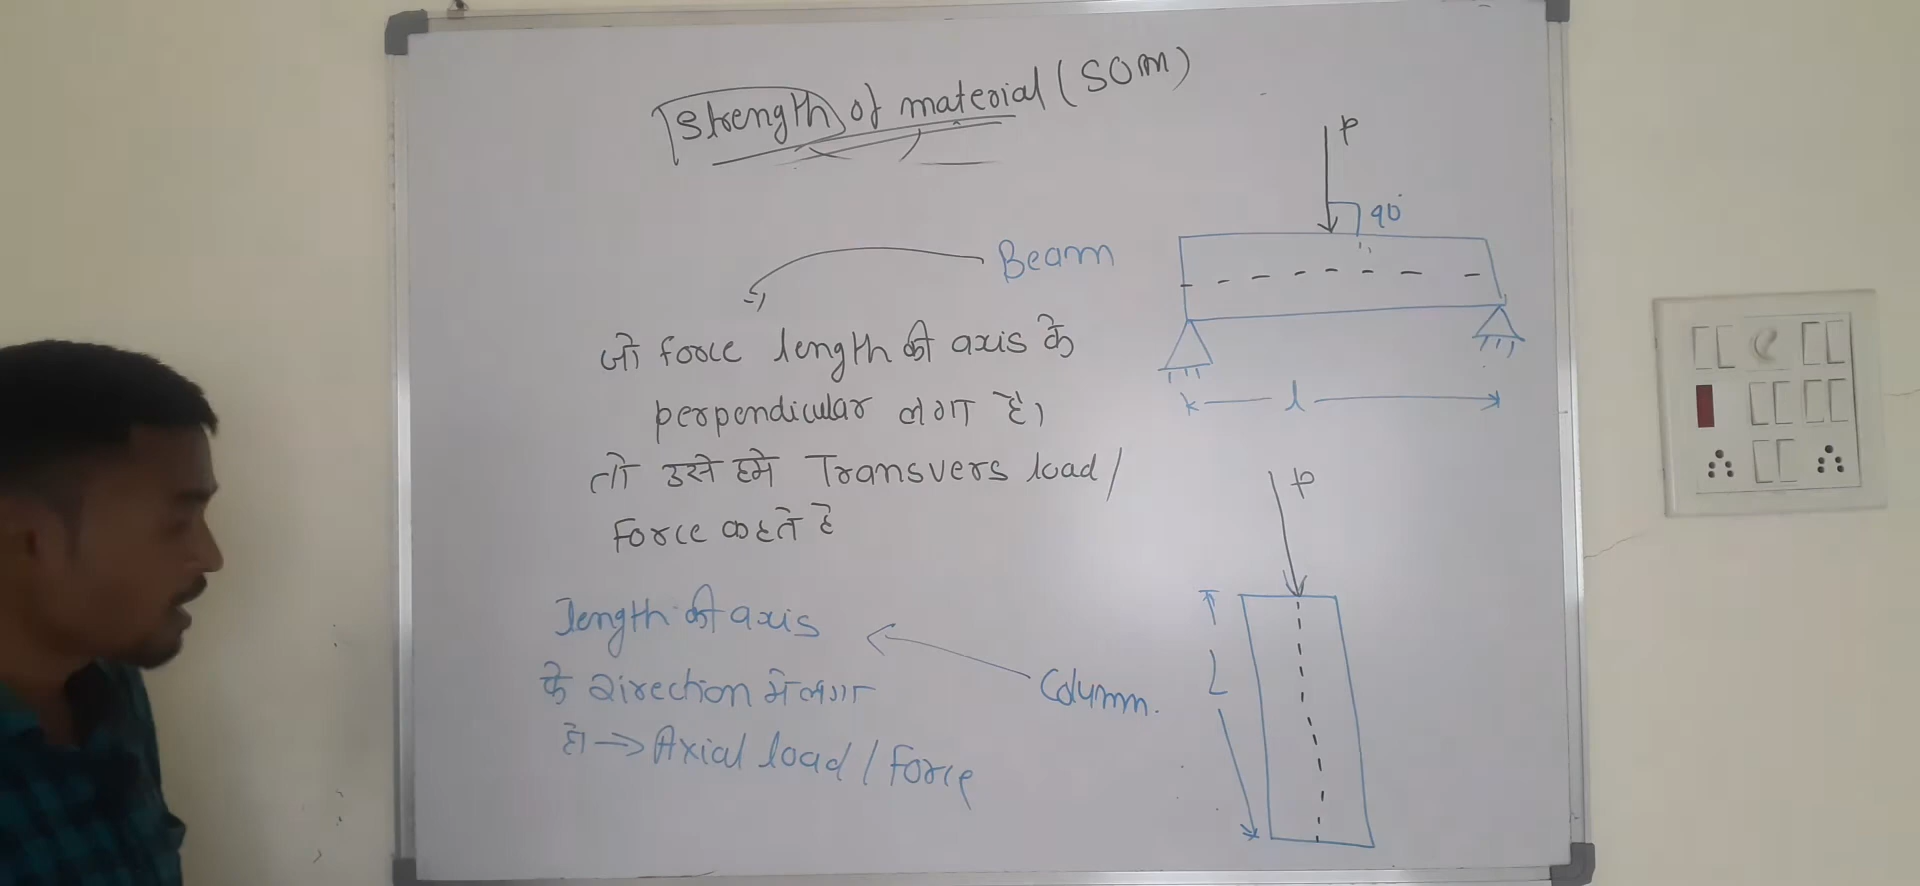 Strength of material (SOM)
P
90°
Beam
जो force length की axis के
perpendicular लगे है।
तो उसे हमे Transvers load/
Force कहते है
l
P
length की axis
के direction मे लगा
हो → Axial load / Force
Column.
L